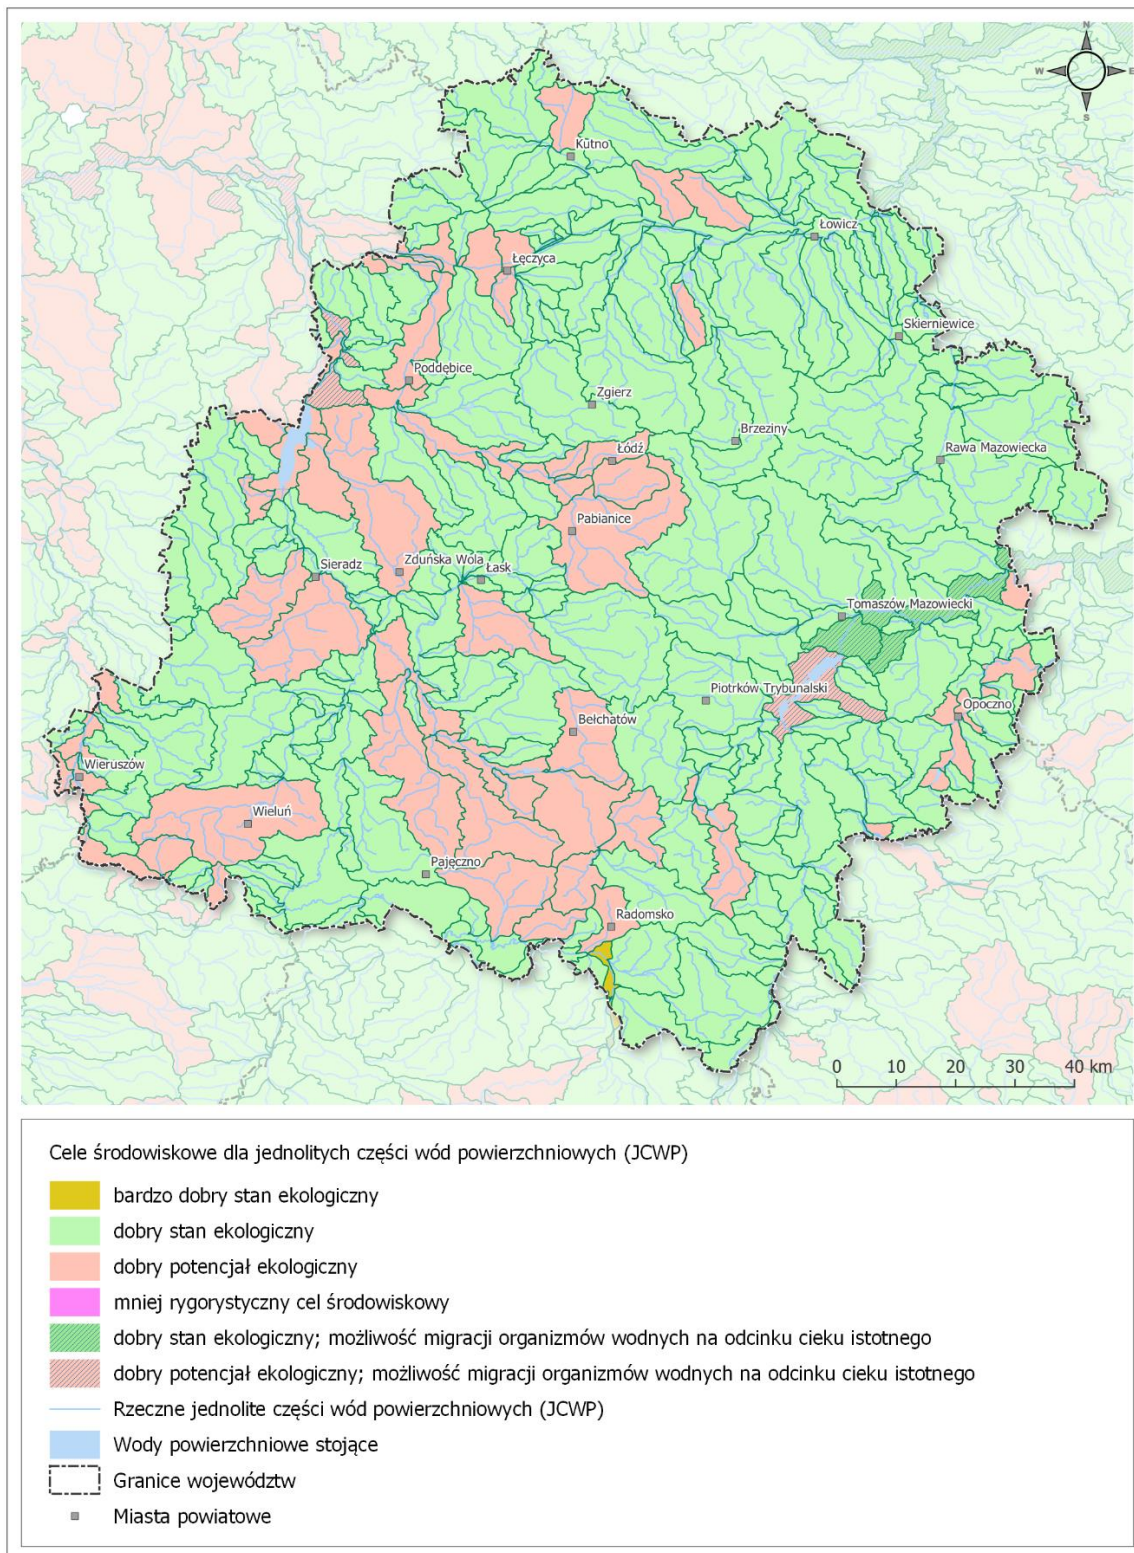 N
W
E
S
Kutno
Łowicz
Łęczyca
Skierniewice
Poddębice
Zgierz
Brzeziny
Łódź
Rawa Mazowiecka
Pabianice
Sieradz
Zduńska Wola
Łask
Tomaszów Mazowiecki
Piotrków Trybunalski
Opoczno
Bełchatów
Wieruszów
Wieluń
Pajęczno
Radomsko
0 10 20 30 40 km
Cele środowiskowe dla jednolitych części wód powierzchniowych (JCWP)
bardzo dobry stan ekologiczny
dobry stan ekologiczny
dobry potencjał ekologiczny
mniej rygorystyczny cel środowiskowy
dobry stan ekologiczny; możliwość migracji organizmów wodnych na odcinku cieku istotnego
dobry potencjał ekologiczny; możliwość migracji organizmów wodnych na odcinku cieku istotnego
Rzeczne jednolite części wód powierzchniowych (JCWP)
Wody powierzchniowe stojące
Granice województw
Miasta powiatowe